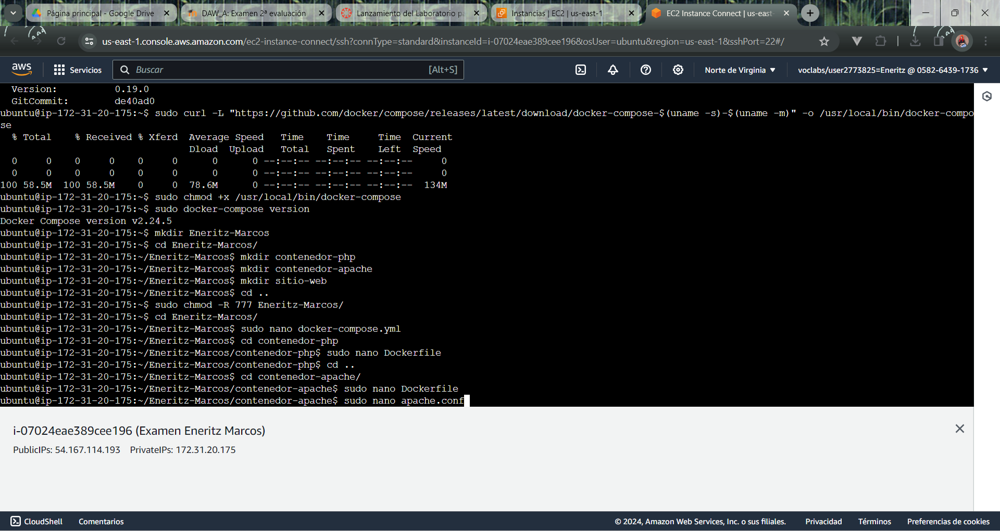 Página principal - Google Drive
DAW_A: Examen 2ª evaluación
Lanzamiento del Laboratorio pa
Instancias | EC2 | us-east-1
EC2 Instance Connect | us-east-
us-east-1.console.aws.amazon.com/ec2-instance-connect/ssh?connType=standard&instanceId=i-07024eae389cee196&osUser=ubuntu&region=us-east-1&sshPort=22#/
aws
Servicios
Buscar
[Alt+S]
Norte de Virginia
voclabs/user2773825=Eneritz @ 0582-6439-1736
Version:          0.19.0
GitCommit:        de40ad0
ubuntu@ip-172-31-20-175:~$ sudo curl -L "https://github.com/docker/compose/releases/latest/download/docker-compose-$(uname -s)-$(uname -m)" -o /usr/local/bin/docker-compo
se
% Total    % Received % Xferd  Average Speed   Time    Time     Time  Current
Dload  Upload   Total   Spent    Left  Speed
0     0    0     0    0     0      0      0 --:--:-- --:--:-- --:--:--     0
0     0    0     0    0     0      0      0 --:--:-- --:--:-- --:--:--     0
100 58.5M  100 58.5M    0     0  78.6M      0 --:--:-- --:--:-- --:--:--  134M
ubuntu@ip-172-31-20-175:~$ sudo chmod +x /usr/local/bin/docker-compose
ubuntu@ip-172-31-20-175:~$ sudo docker-compose version
Docker Compose version v2.24.5
ubuntu@ip-172-31-20-175:~$ mkdir Eneritz-Marcos
ubuntu@ip-172-31-20-175:~$ cd Eneritz-Marcos/
ubuntu@ip-172-31-20-175:~/Eneritz-Marcos$ mkdir contenedor-php
ubuntu@ip-172-31-20-175:~/Eneritz-Marcos$ mkdir contenedor-apache
ubuntu@ip-172-31-20-175:~/Eneritz-Marcos$ mkdir sitio-web
ubuntu@ip-172-31-20-175:~/Eneritz-Marcos$ cd ..
ubuntu@ip-172-31-20-175:~$ sudo chmod -R 777 Eneritz-Marcos/
ubuntu@ip-172-31-20-175:~$ cd Eneritz-Marcos/
ubuntu@ip-172-31-20-175:~/Eneritz-Marcos$ sudo nano docker-compose.yml
ubuntu@ip-172-31-20-175:~/Eneritz-Marcos$ cd contenedor-php
ubuntu@ip-172-31-20-175:~/Eneritz-Marcos/contenedor-php$ sudo nano Dockerfile
ubuntu@ip-172-31-20-175:~/Eneritz-Marcos/contenedor-php$ cd ..
ubuntu@ip-172-31-20-175:~/Eneritz-Marcos$ cd contenedor-apache/
ubuntu@ip-172-31-20-175:~/Eneritz-Marcos/contenedor-apache$ sudo nano Dockerfile
ubuntu@ip-172-31-20-175:~/Eneritz-Marcos/contenedor-apache$ sudo nano apache.conf
i-07024eae389cee196 (Examen Eneritz Marcos)
PublicIPs: 54.167.114.193    PrivateIPs: 172.31.20.175
CloudShell
Comentarios
© 2024, Amazon Web Services, Inc. o sus filiales.
Privacidad
Términos
Preferencias de cookies